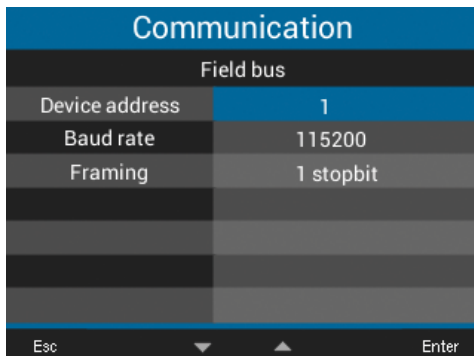 Communication
Field bus
Device address 1
Baud rate 115200
Framing 1 stopbit
Esc Enter